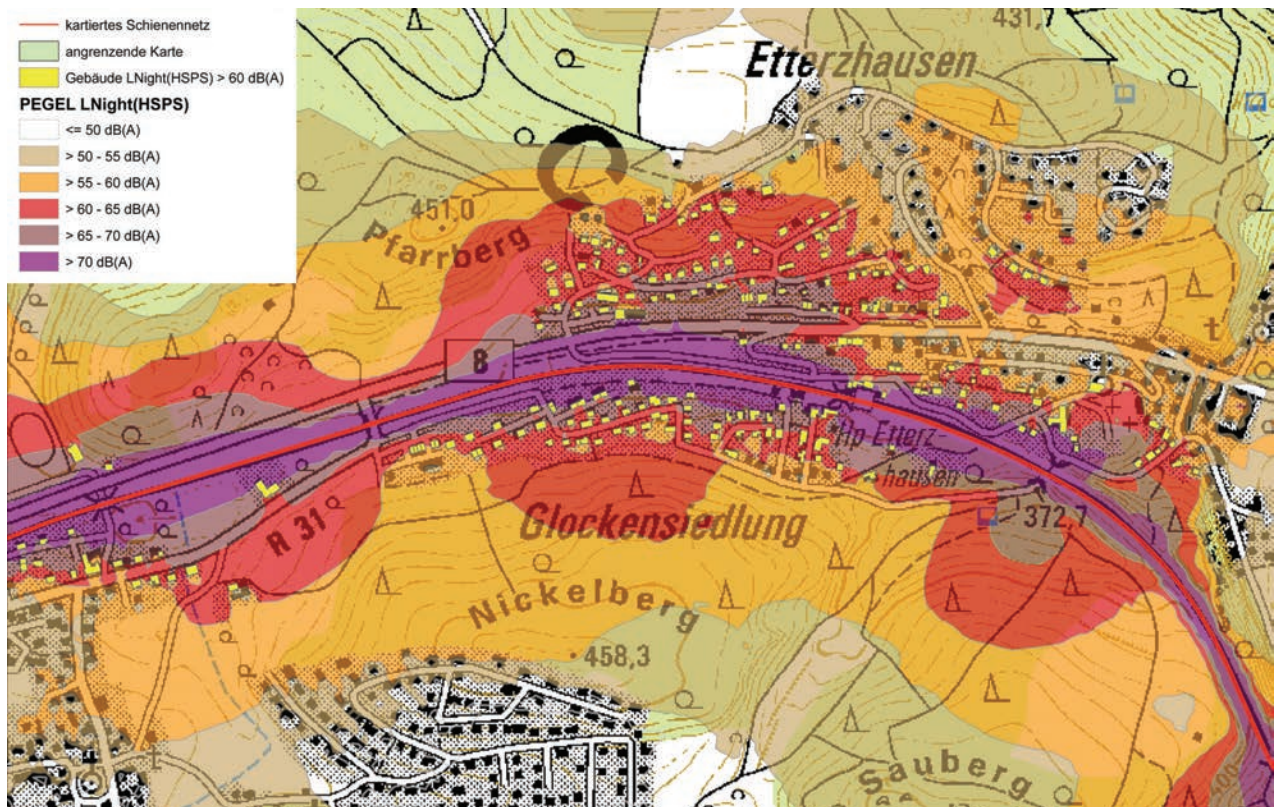 kartiertes Schienennetz
angrenzende Karte
Gebäude LNight(HSPS) > 60 dB(A)
PEGEL LNight(HSPS)
<= 50 dB(A)
> 50 - 55 dB(A)
> 55 - 60 dB(A)
> 60 - 65 dB(A)
> 65 - 70 dB(A)
> 70 dB(A)
431,7
Etterzhausen
451,0
Pfarrberg
8
Hp Etterz-
hausen
R 31
Glockensiedlung
372,7
Nickelberg
458,3
Sauberg